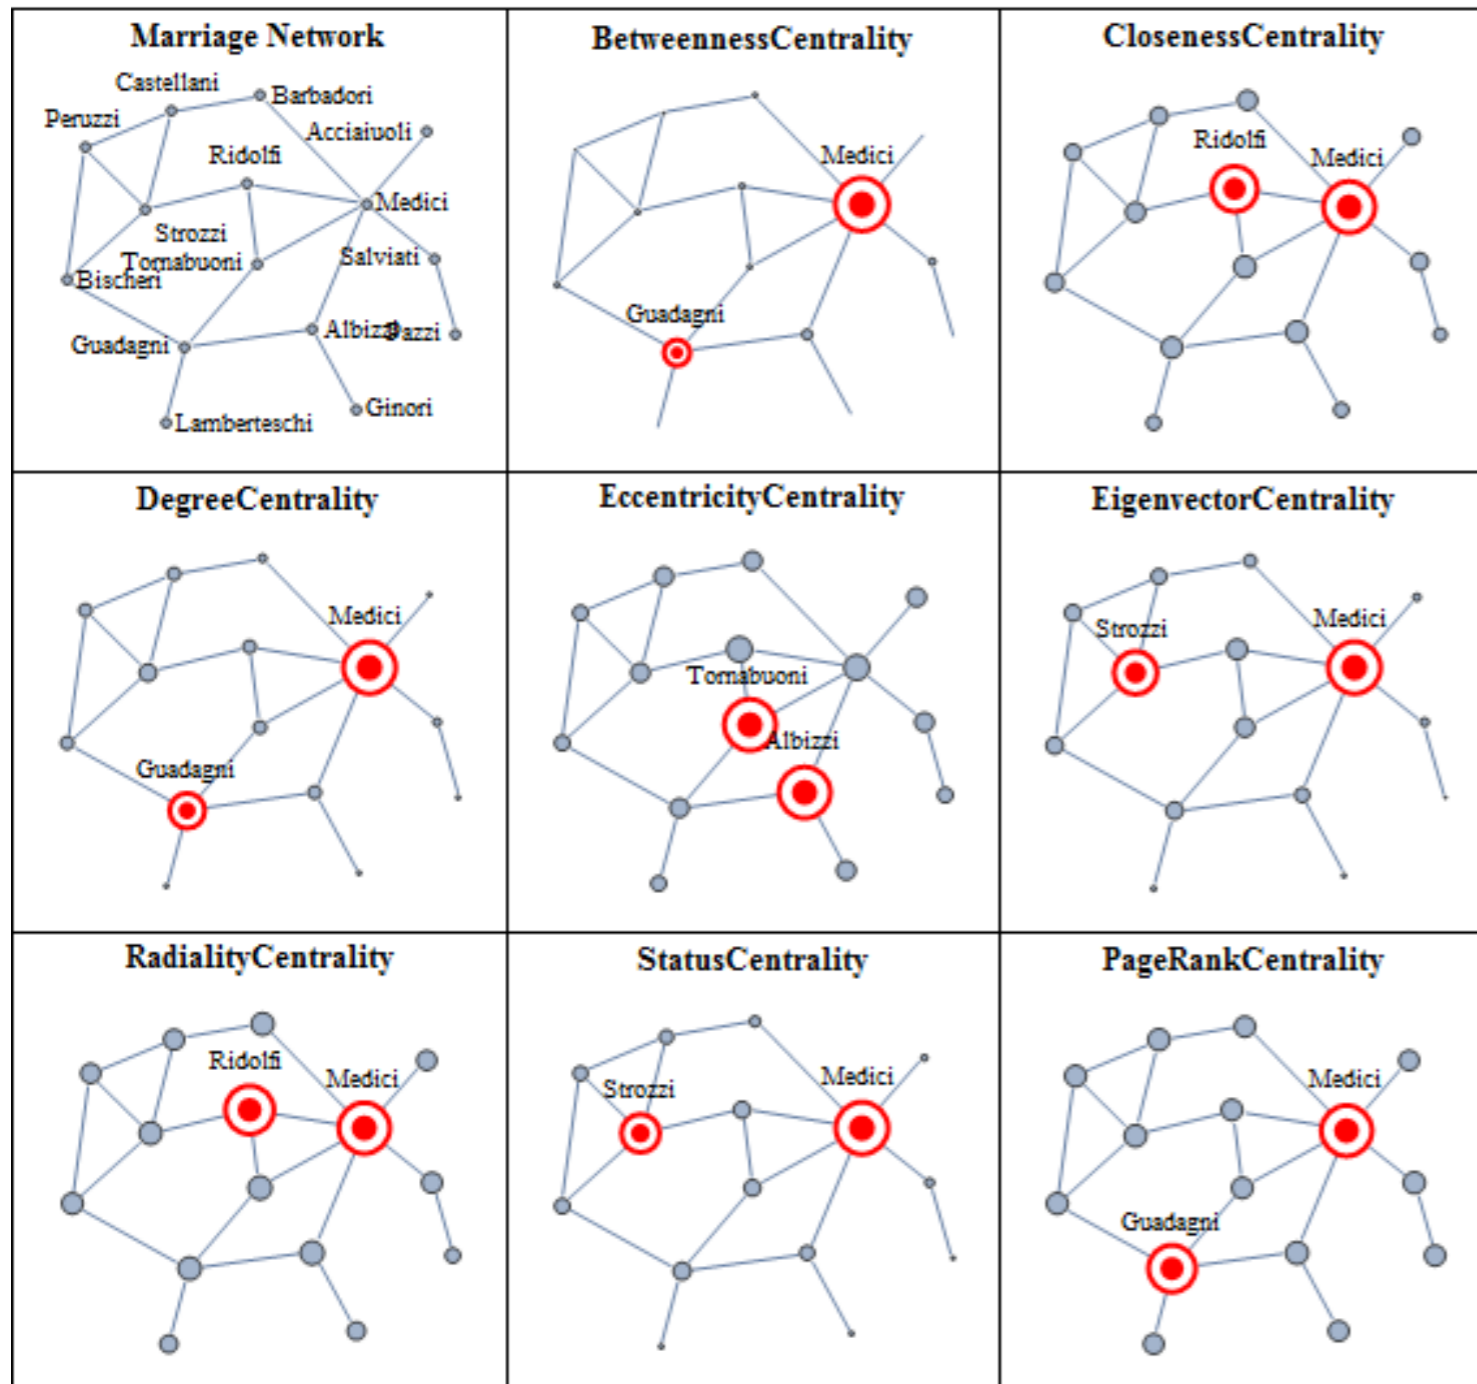 Marriage Network
Castellani
Barbadori
Peruzzi
Acciaiuoli
Ridolfi
Medici
Strozzi
Tornabuoni
Salviati
Bischeri
Guadagni
Albizzi
Pazzi
Lamberteschi
Ginori
BetweennessCentrality
Medici
Guadagni
ClosenessCentrality
Ridolfi
Medici
DegreeCentrality
Medici
Guadagni
EccentricityCentrality
Tornabuoni
Albizzi
EigenvectorCentrality
Strozzi
Medici
RadialityCentrality
Ridolfi
Medici
StatusCentrality
Strozzi
Medici
PageRankCentrality
Medici
Guadagni